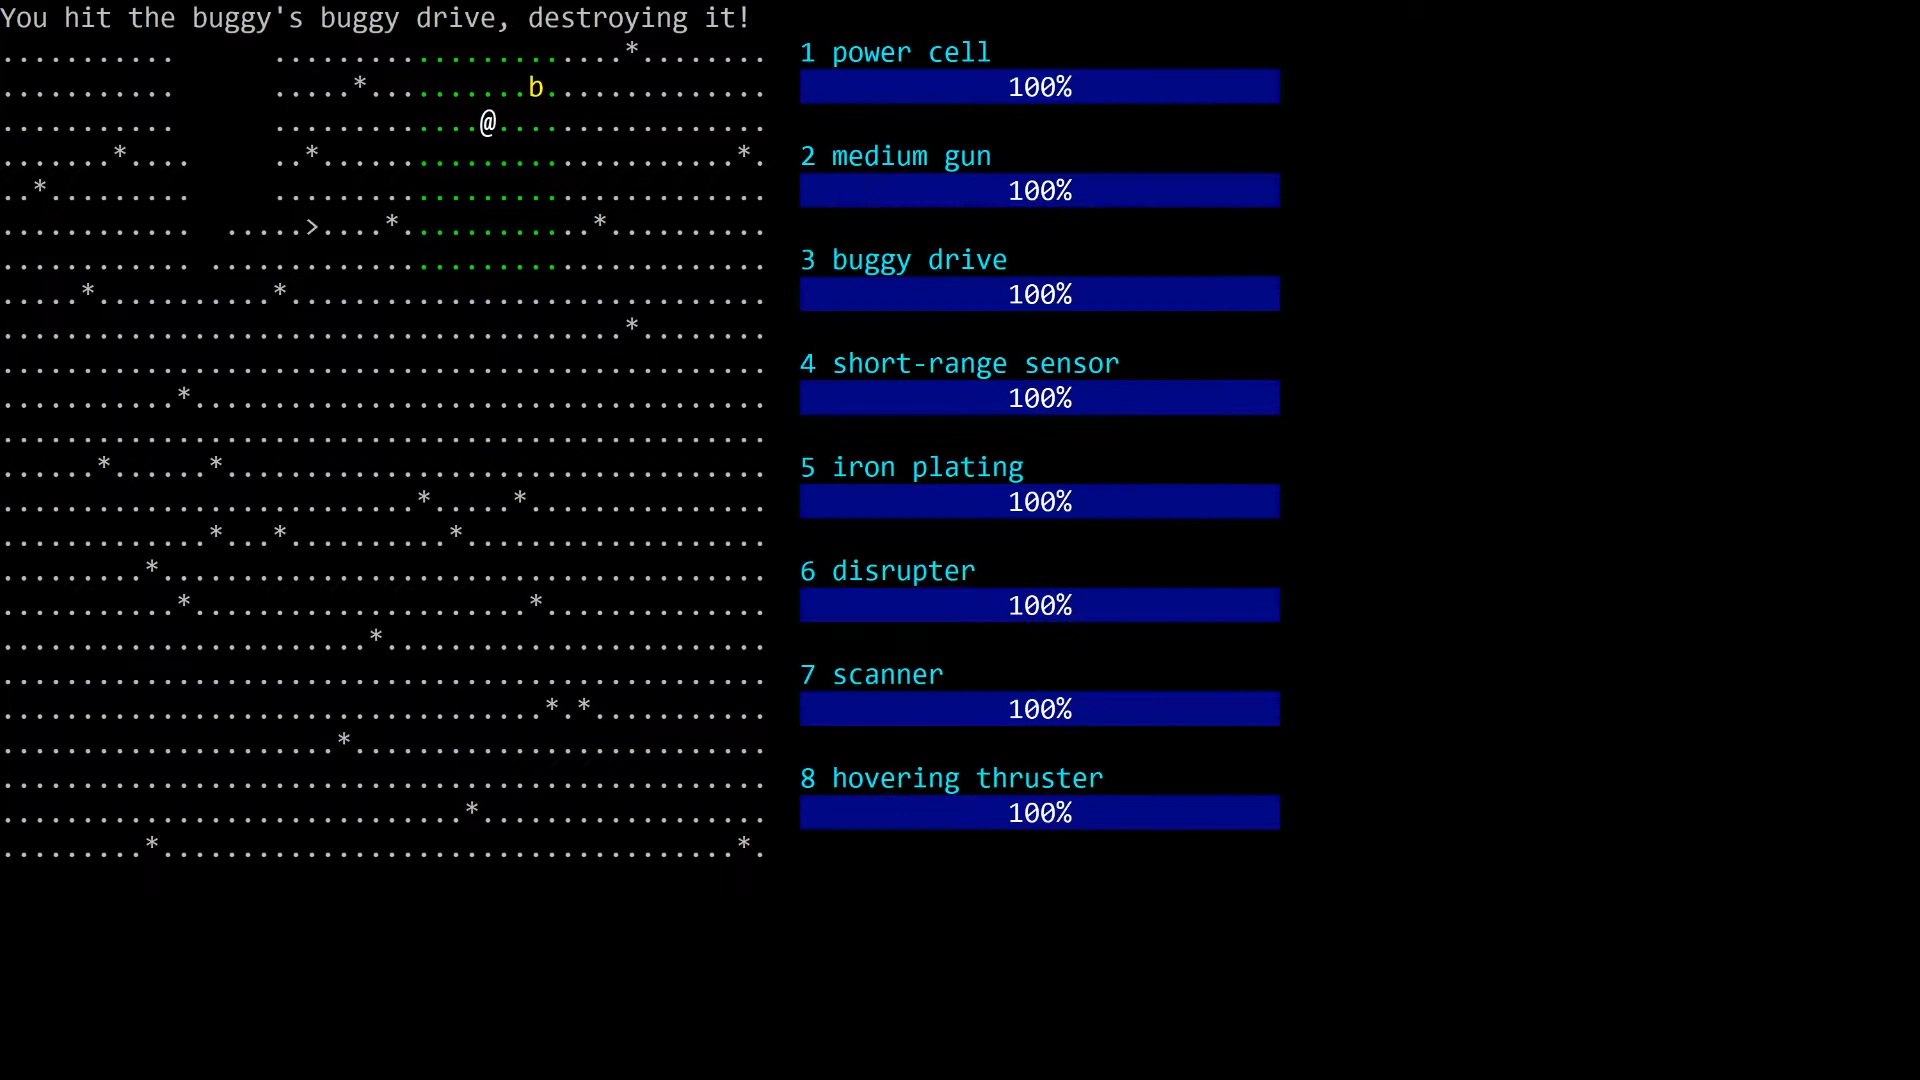 You hit the buggy's buggy drive, destroying it!
1 power cell
100%
2 medium gun
100%
3 buggy drive
100%
4 short-range sensor
100%
5 iron plating
100%
6 disrupter
100%
7 scanner
100%
8 hovering thruster
100%
b
@
>